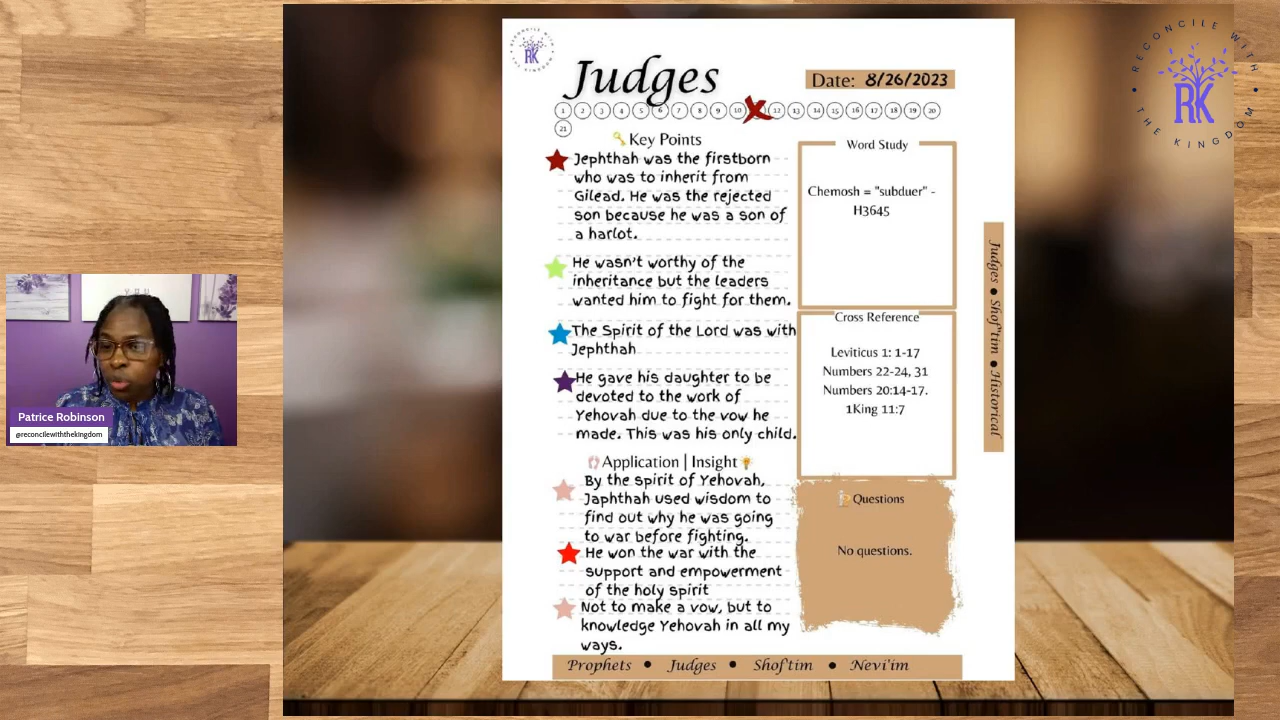 RECONCILE WITH THE KINGDOM
RK
Judges
Date: 8/26/2023
1 2 3 4 5 6 7 8 9 10 12 13 14 15 16 17 18 19 20
21
Key Points
Jephthah was the firstborn
who was to inherit from
Gilead. He was the rejected
son because he was a son of
a harlot.
He wasn't worthy of the
inheritance but the leaders
wanted him to fight for them.
The Spirit of the Lord was with
Jephthah
He gave his daughter to be
devoted to the work of
Yehovah due to the vow he
made. This was his only child.
Application | Insight
By the spirit of Yehovah,
Japhthah used wisdom to
find out why he was going
to war before fighting.
He won the war with the
support and empowerment
of the holy spirit
Not to make a vow, but to
knowledge Yehovah in all my
ways.
Word Study
Chemosh = "subduer" -
H3645
Cross Reference
Leviticus 1: 1-17
Numbers 22-24, 31
Numbers 20:14-17.
1King 11:7
Questions
No questions.
Judges ● Shof'tim ● Historical
Prophets ● Judges ● Shof'tim ● Nevi'im
RECONCILE WITH THE KINGDOM
RK
YOU
Patrice Robinson
@reconcilewiththekingdom